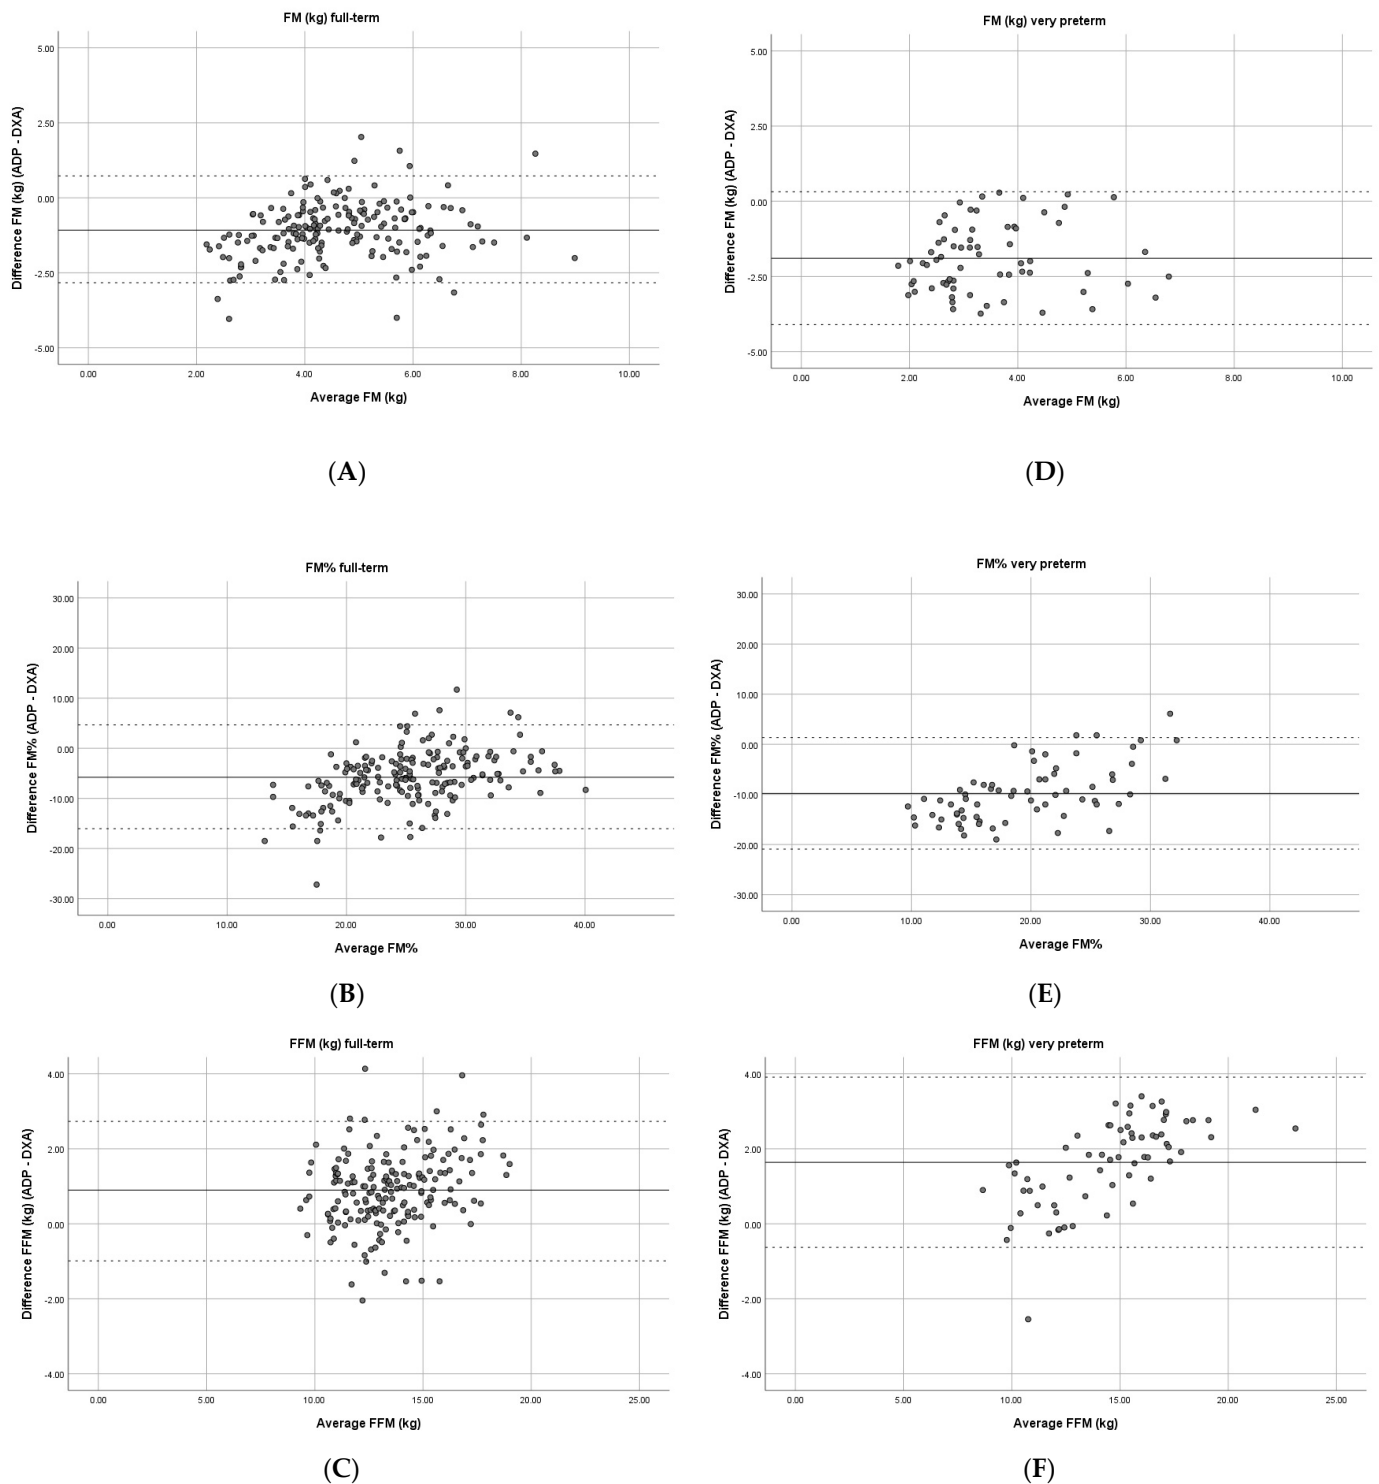 FM (kg) full-term
5.00
2.50
0.00
-2.50
-5.00
Difference FM (kg) (ADP - DXA)
0.00 2.00 4.00 6.00 8.00 10.00
Average FM (kg)
(A)
FM (kg) very preterm
5.00
2.50
0.00
-2.50
-5.00
Difference FM (kg) (ADP - DXA)
0.00 2.00 4.00 6.00 8.00 10.00
Average FM (kg)
(D)
FM% full-term
30.00
20.00
10.00
0.00
-10.00
-20.00
-30.00
Difference FM% (ADP - DXA)
0.00 10.00 20.00 30.00 40.00
Average FM%
(B)
FM% very preterm
30.00
20.00
10.00
0.00
-10.00
-20.00
-30.00
Difference FM% (ADP - DXA)
0.00 10.00 20.00 30.00 40.00
Average FM%
(E)
FFM (kg) full-term
4.00
2.00
0.00
-2.00
-4.00
Difference FFM (kg) (ADP - DXA)
0.00 5.00 10.00 15.00 20.00 25.00
Average FFM (kg)
(C)
FFM (kg) very preterm
4.00
2.00
0.00
-2.00
-4.00
Difference FFM (kg) (ADP - DXA)
0.00 5.00 10.00 15.00 20.00 25.00
Average FFM (kg)
(F)